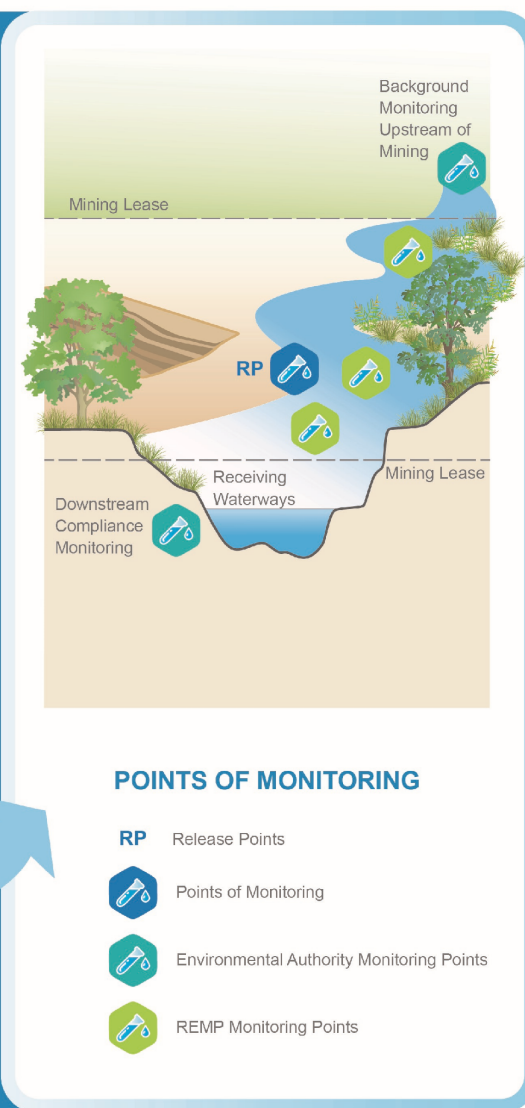 Background
Monitoring
Upstream of
Mining
Mining Lease
RP
Mining Lease
Receiving
Waterways
Downstream
Compliance
Monitoring
POINTS OF MONITORING
RP Release Points
Points of Monitoring
Environmental Authority Monitoring Points
REMP Monitoring Points